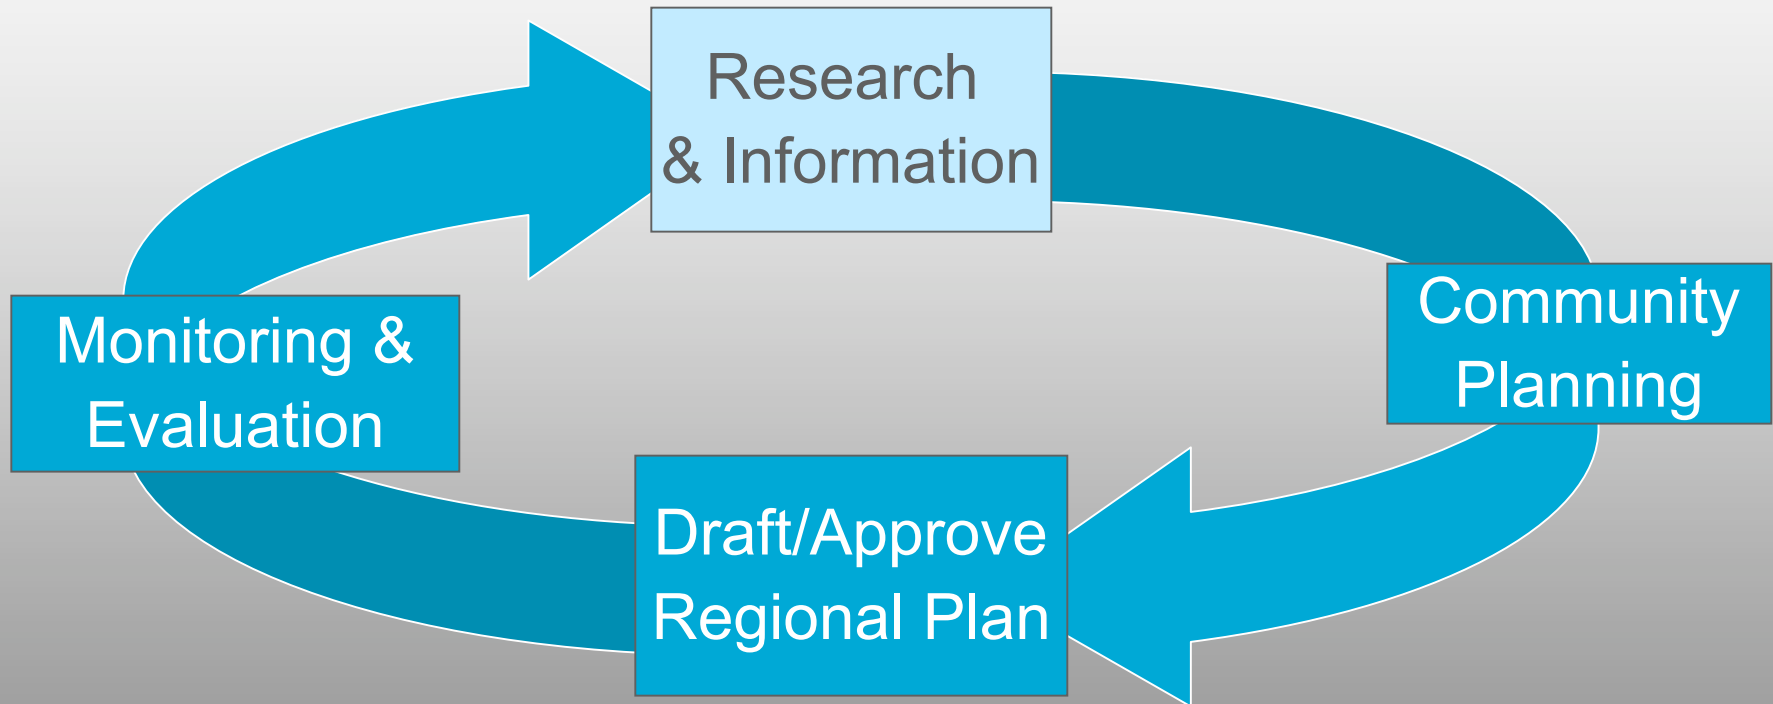 Research
& Information
Community
Planning
Draft/Approve
Regional Plan
Monitoring &
Evaluation